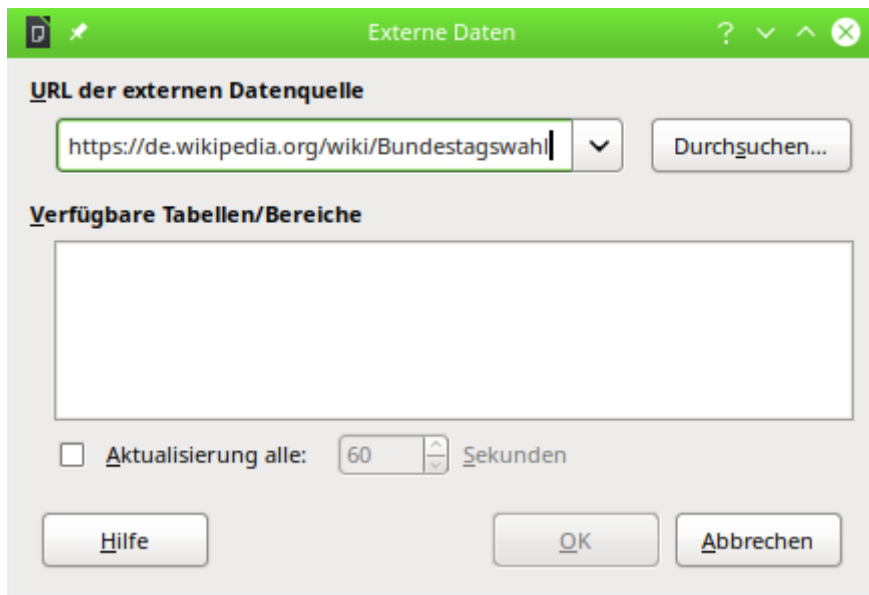 Externe Daten
URL der externen Datenquelle
https://de.wikipedia.org/wiki/Bundestagswahl
Durchsuchen...
Verfügbare Tabellen/Bereiche
Aktualisierung alle: 60 Sekunden
Hilfe OK Abbrechen